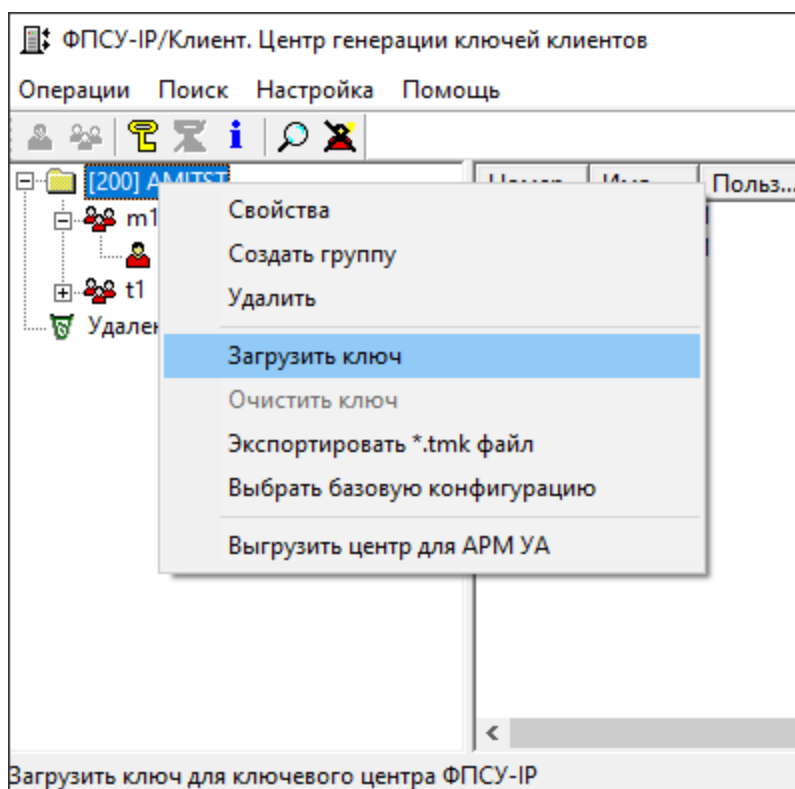 ФПСУ-IP/Клиент. Центр генерации ключей клиентов
Операции Поиск Настройка Помощь
[200] AMITST
Польз...
m1
t1
Свойства
Создать группу
Удалить
Загрузить ключ
Очистить ключ
Экспортировать *.tmk файл
Выбрать базовую конфигурацию
Выгрузить центр для АРМ УА
Загрузить ключ для ключевого центра ФПСУ-IP